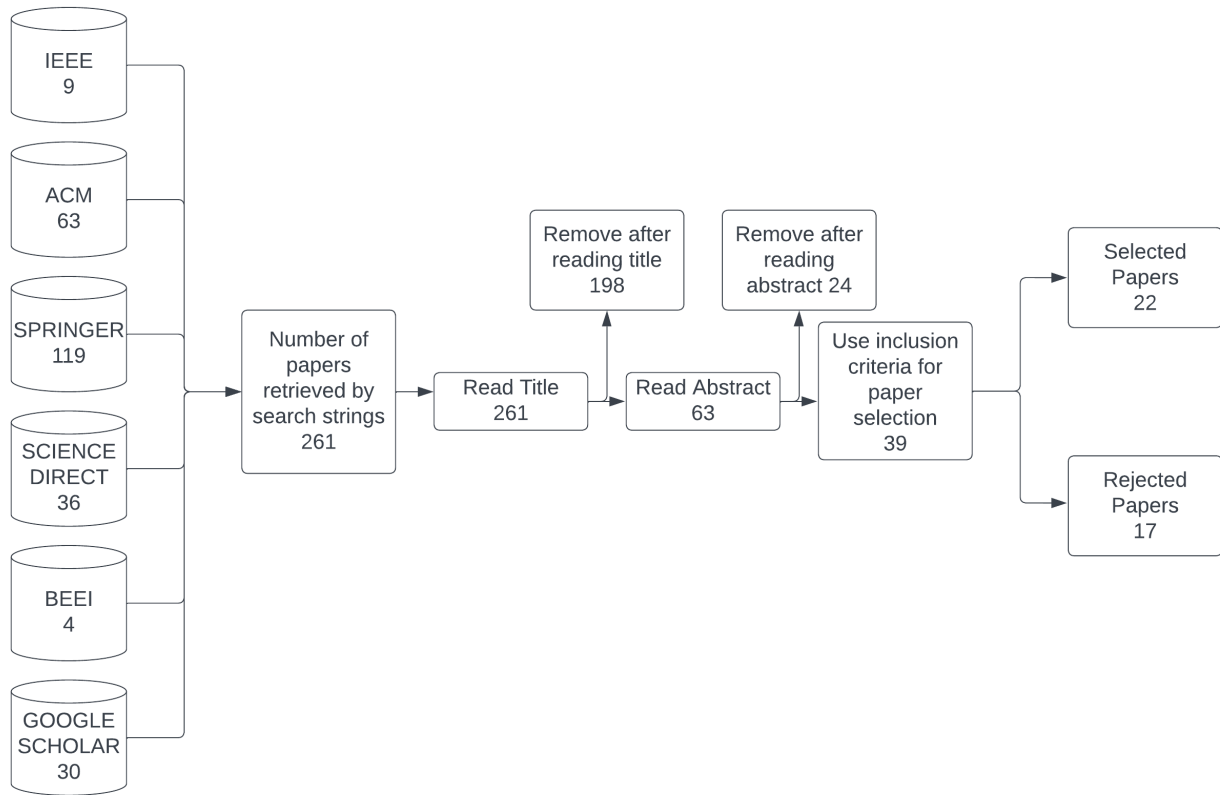 IEEE
9
ACM
63
SPRINGER
119
SCIENCE
DIRECT
36
BEEI
4
GOOGLE
SCHOLAR
30
Number of
papers
retrieved by
search strings
261
Read Title
261
Remove after
reading title
198
Read Abstract
63
Remove after
reading
abstract 24
Use inclusion
criteria for
paper
selection
39
Selected
Papers
22
Rejected
Papers
17